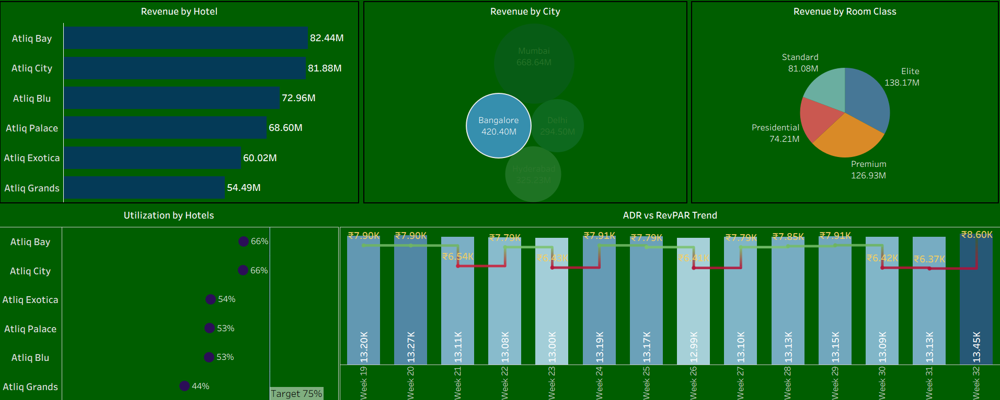 Revenue by Hotel
Atliq Bay
82.44M
Atliq City
81.88M
Atliq Blu
72.96M
Atliq Palace
68.60M
Atliq Exotica
60.02M
Atliq Grands
54.49M
Revenue by City
Mumbai
668.64M
Bangalore
420.40M
Delhi
294.50M
Hyderabad
325.23M
Revenue by Room Class
Standard
81.08M
Elite
138.17M
Presidential
74.21M
Premium
126.93M
Utilization by Hotels
Atliq Bay
66%
Atliq City
66%
Atliq Exotica
54%
Atliq Palace
53%
Atliq Blu
53%
Atliq Grands
44%
Target 75%
ADR vs RevPAR Trend
₹7.90K
₹7.90K
₹6.54K
₹7.79K
₹6.43K
₹7.91K
₹7.79K
₹6.41K
₹7.79K
₹7.85K
₹7.91K
₹6.42K
₹6.37K
₹8.60K
13.20K
13.27K
13.11K
13.08K
13.00K
13.19K
13.17K
12.99K
13.10K
13.13K
13.15K
13.09K
13.13K
13.45K
Week 19
Week 20
Week 21
Week 22
Week 23
Week 24
Week 25
Week 26
Week 27
Week 28
Week 29
Week 30
Week 31
Week 32